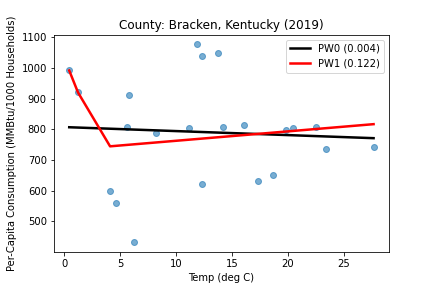 County: Bracken, Kentucky (2019)
Per-Capita Consumption (MMBtu/1000 Households)
1100
1000
900
800
700
600
500
PW0 (0.004)
PW1 (0.122)
0 5 10 15 20 25
Temp (deg C)